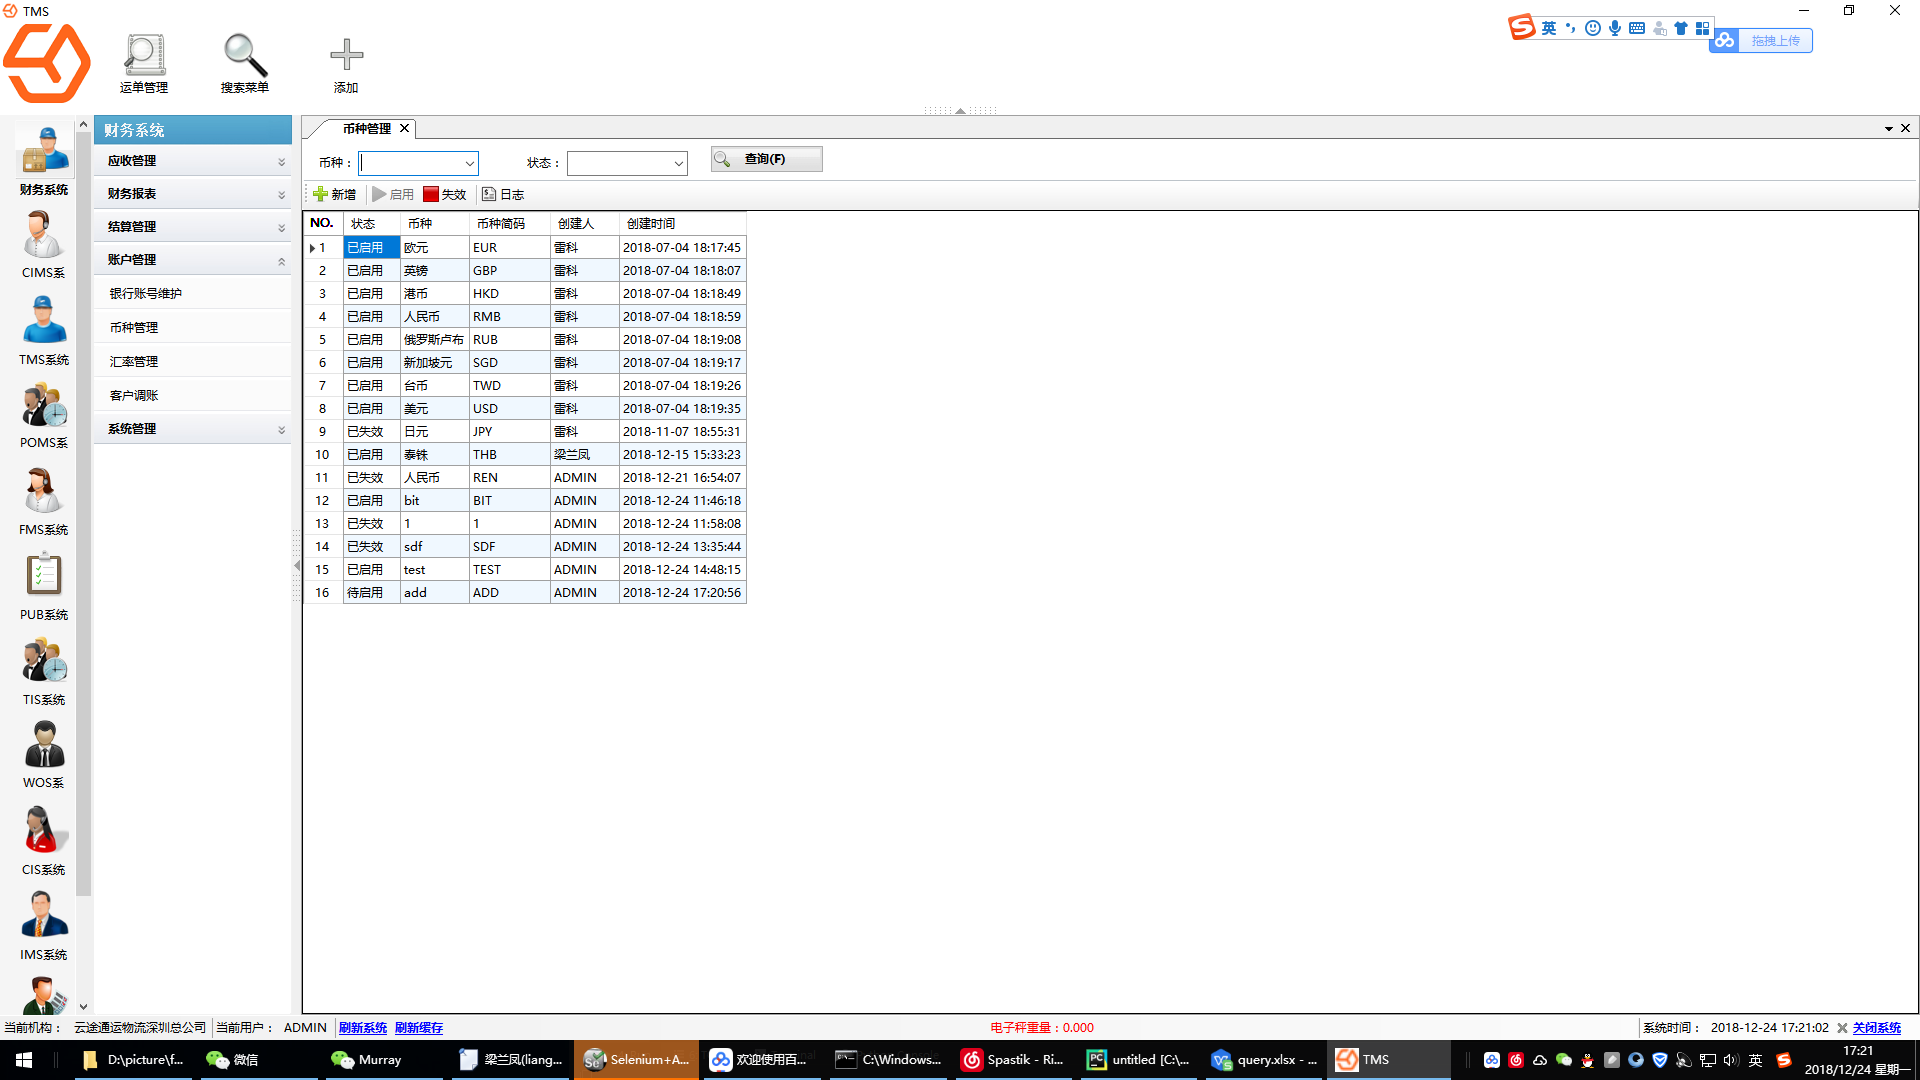 TMS
运单管理 搜索菜单 添加
英
拖拽上传
财务系统
CIMS系
TMS系统
POMS系
FMS系统
PUB系统
TIS系统
WOS系
CIS系统
IMS系统
财务系统
应收管理
财务报表
结算管理
账户管理
银行账号维护
币种管理
汇率管理
客户调账
系统管理
币种管理
币种： 状态： 查询(F)
新增 启用 失效 日志
NO. 状态 币种 币种简码 创建人 创建时间
1 已启用 欧元 EUR 雷科 2018-07-04 18:17:45
2 已启用 英镑 GBP 雷科 2018-07-04 18:18:07
3 已启用 港币 HKD 雷科 2018-07-04 18:18:49
4 已启用 人民币 RMB 雷科 2018-07-04 18:18:59
5 已启用 俄罗斯卢布 RUB 雷科 2018-07-04 18:19:08
6 已启用 新加坡元 SGD 雷科 2018-07-04 18:19:17
7 已启用 台币 TWD 雷科 2018-07-04 18:19:26
8 已启用 美元 USD 雷科 2018-07-04 18:19:35
9 已失效 日元 JPY 雷科 2018-11-07 18:55:31
10 已启用 泰铢 THB 梁兰凤 2018-12-15 15:33:23
11 已失效 人民币 REN ADMIN 2018-12-21 16:54:07
12 已启用 bit BIT ADMIN 2018-12-24 11:46:18
13 已失效 1 1 ADMIN 2018-12-24 11:58:08
14 已失效 sdf SDF ADMIN 2018-12-24 13:35:44
15 已启用 test TEST ADMIN 2018-12-24 14:48:15
16 待启用 add ADD ADMIN 2018-12-24 17:20:56
当前机构： 云途通运物流深圳总公司 当前用户： ADMIN 刷新系统 刷新缓存 电子秤重量：0.000 系统时间： 2018-12-24 17:21:02 关闭系统
D:\picture\f... 微信 Murray 梁兰凤(liang... Selenium+A... 欢迎使用百... C:\Windows... Spastik - Ri... untitled [C:\... query.xlsx - ... TMS 英 17:21
2018/12/24 星期一